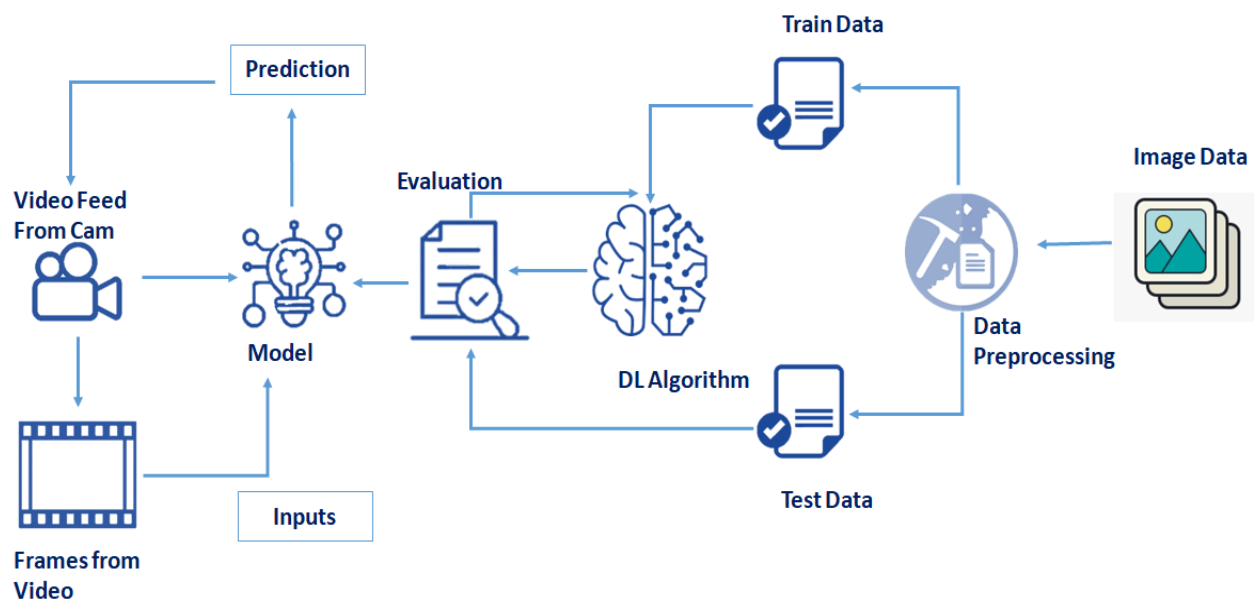 Train Data
Prediction
Image Data
Evaluation
Video Feed
From Cam
Data
Preprocessing
Model
DL Algorithm
Test Data
Inputs
Frames from
Video